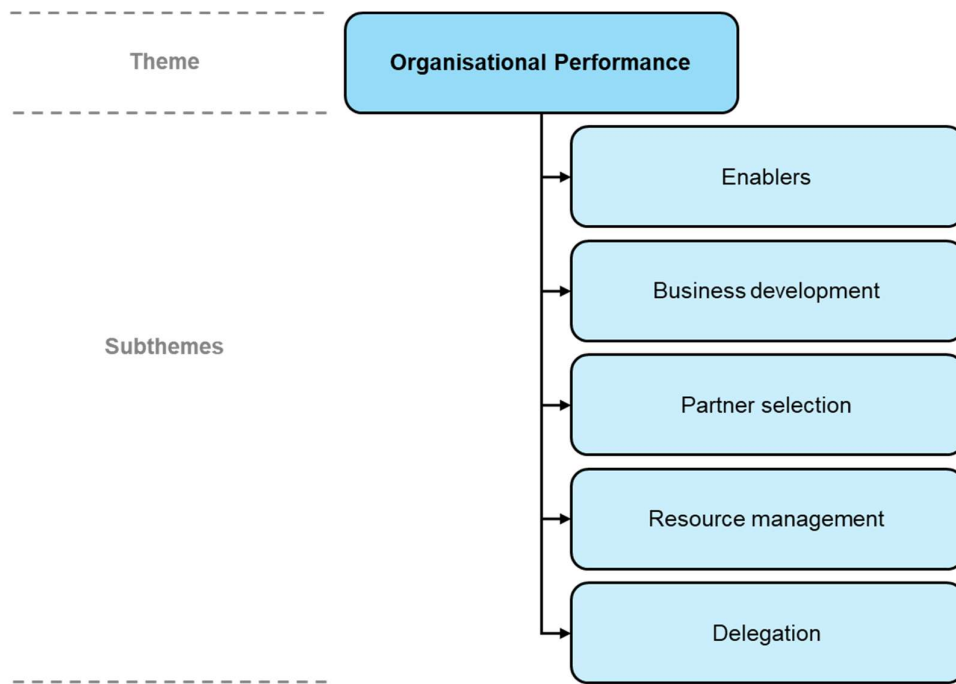 Theme
Organisational Performance
Enablers
Business development
Subthemes
Partner selection
Resource management
Delegation